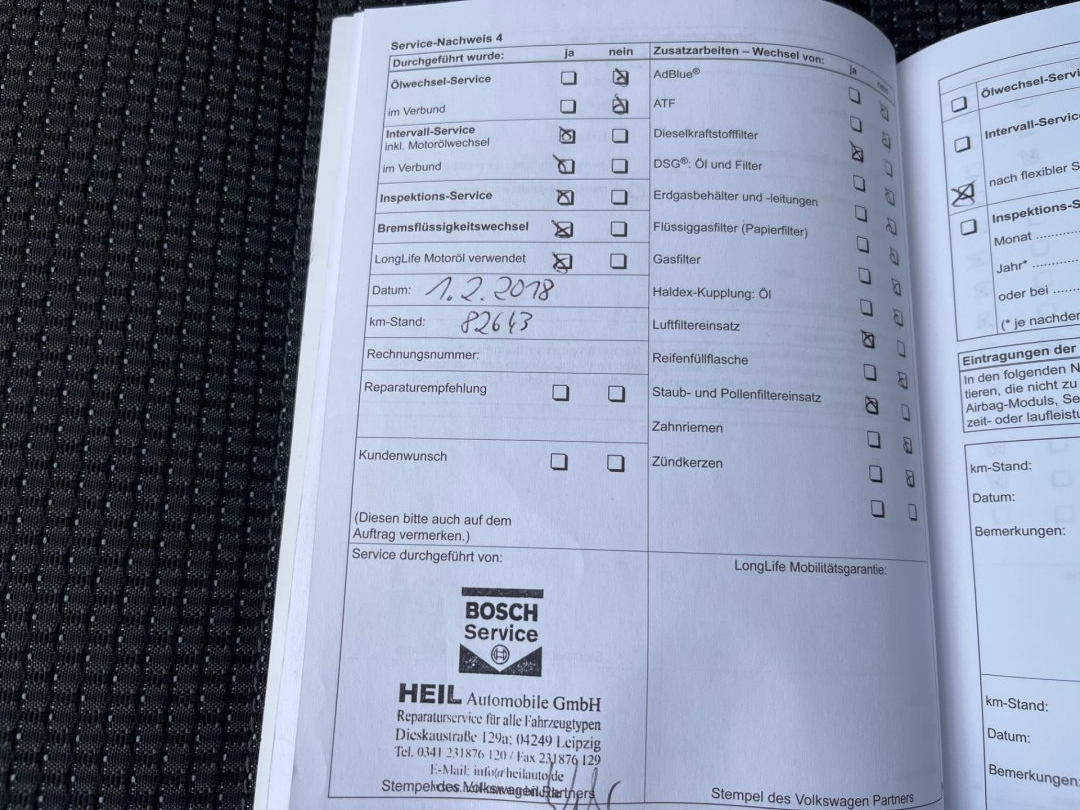 Service-Nachweis 4
Durchgeführt wurde: ja nein
Ölwechsel-Service
im Verbund
Intervall-Service
inkl. Motorölwechsel
im Verbund
Inspektions-Service
Bremsflüssigkeitswechsel
LongLife Motoröl verwendet
Datum: 1.2.2018
km-Stand: 82643
Rechnungsnummer:
Reparaturempfehlung
Kundenwunsch
(Diesen bitte auch auf dem
Auftrag vermerken.)
Service durchgeführt von:
BOSCH
Service
HEIL Automobile GmbH
Reparaturservice für alle Fahrzeugtypen
Dieskaustraße 129a; 04249 Leipzig
Tel. 0341 231876 120 / Fax 231876 129
E-Mail: info@heilauto.de
Stempel des Volkswagen Partners
Zusatzarbeiten – Wechsel von: ja nein
AdBlue®
ATF
Dieselkraftstofffilter
DSG®: Öl und Filter
Erdgasbehälter und -leitungen
Flüssiggasfilter (Papierfilter)
Gasfilter
Haldex-Kupplung: Öl
Luftfiltereinsatz
Reifenfüllflasche
Staub- und Pollenfiltereinsatz
Zahnriemen
Zündkerzen
LongLife Mobilitätsgarantie:
Stempel des Volkswagen Partners
Ölwechsel-Servi
Intervall-Service
nach flexibler S
Inspektions-S
Monat ..........
Jahr* ..........
oder bei .....
(* je nachder
Eintragungen der
In den folgenden N
tieren, die nicht zu
Airbag-Moduls, Se
zeit- oder laufleistu
km-Stand:
Datum:
Bemerkungen:
km-Stand:
Datum:
Bemerkungen: